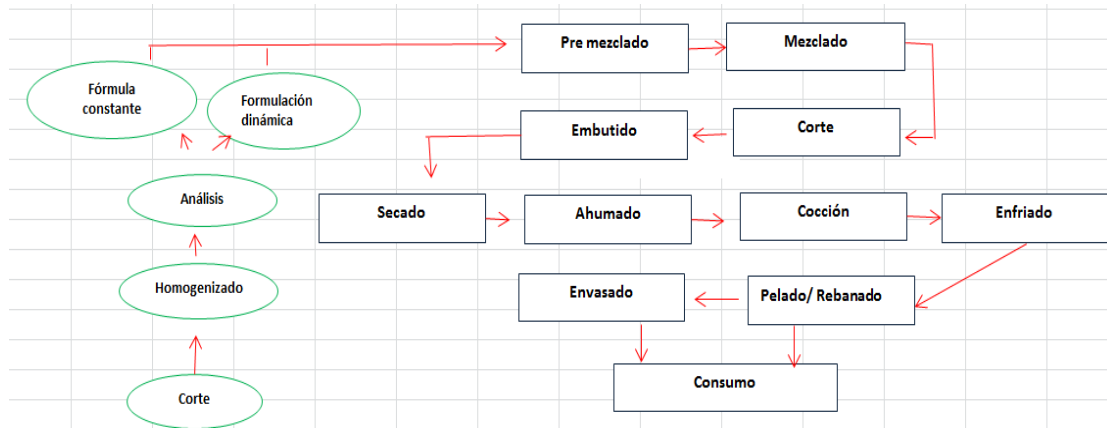 Pre mezclado
Mezclado
Fórmula
constante
Formulación
dinámica
Embutido
Corte
Análisis
Secado
Ahumado
Cocción
Enfriado
Homogenizado
Envasado
Pelado/ Rebanado
Corte
Consumo